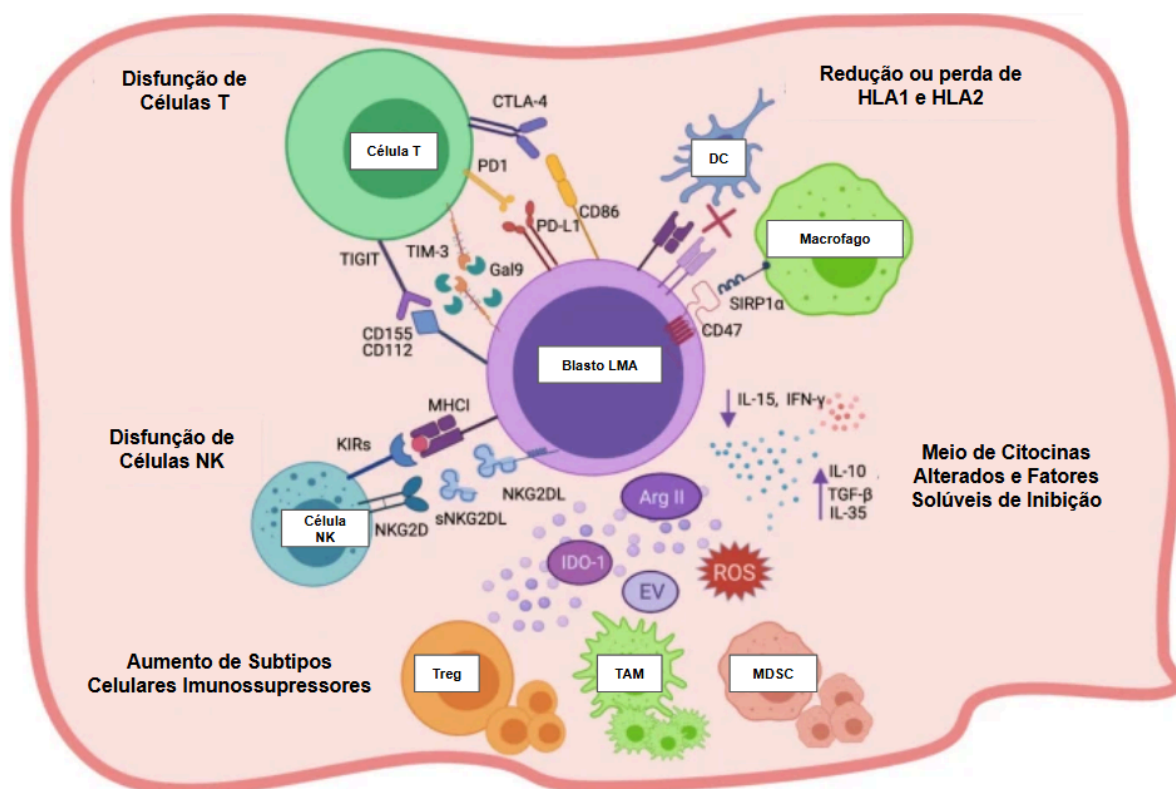 Disfunção de
Células T
Redução ou perda de
HLA1 e HLA2
CTLA-4
Célula T
PD1
DC
CD86
PD-L1
Macrofago
TIM-3
TIGIT
Gal9
SIRP1α
CD47
CD155
CD112
Blasto LMA
MHCI
IL-15, IFN-γ
Disfunção de
Células NK
KIRs
Meio de Citocinas
Alterados e Fatores
Solúveis de Inibição
IL-10
TGF-β
IL-35
NKG2DL
sNKG2DL
NKG2D
Célula
NK
Arg II
IDO-1
ROS
EV
Aumento de Subtipos
Celulares Imunossupressores
Treg
TAM
MDSC